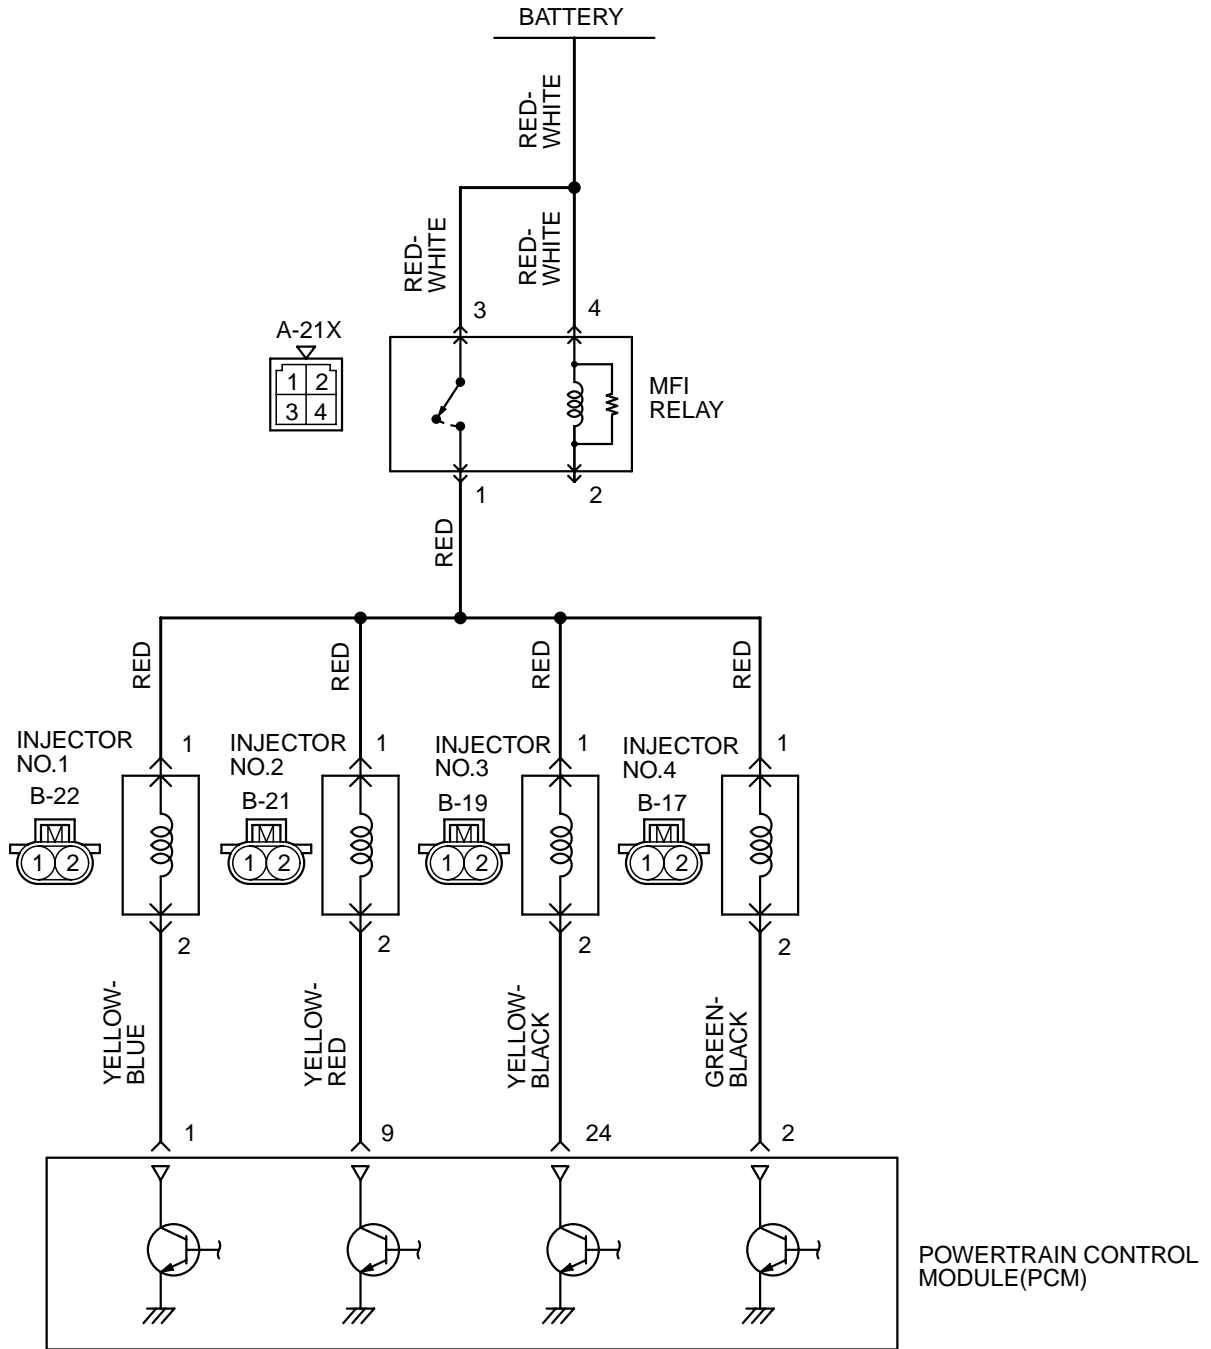 BATTERY
RED-
WHITE
RED-
WHITE
RED-
WHITE
3
4
A-21X
1 2
3 4
MFI
RELAY
1
2
RED
RED
RED
RED
RED
INJECTOR
NO.1
1
INJECTOR
NO.2
1
INJECTOR
NO.3
1
INJECTOR
NO.4
1
B-22
B-21
B-19
B-17
M
1 2
M
1 2
M
1 2
M
1 2
2
2
2
2
YELLOW-
BLUE
YELLOW-
RED
YELLOW-
BLACK
GREEN-
BLACK
1
9
24
2
POWERTRAIN CONTROL
MODULE(PCM)